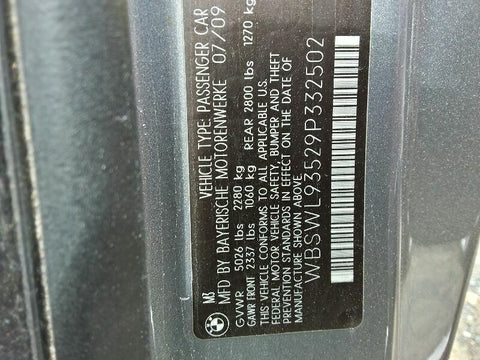 M3
VEHICLE TYPE: PASSENGER CAR
MFD BY BAYERISCHE MOTORENWERKE 07/09
GVWR 5026 lbs 2280 kg
GAWR FRONT 2337 lbs 1060 kg REAR 2800 lbs 1270 kg
THIS VEHICLE CONFORMS TO ALL APPLICABLE U.S.
FEDERAL MOTOR VEHICLE SAFETY, BUMPER AND THEFT
PREVENTION STANDARDS IN EFFECT ON THE DATE OF
MANUFACTURE SHOWN ABOVE.
WBSWL93529P332502
BMW